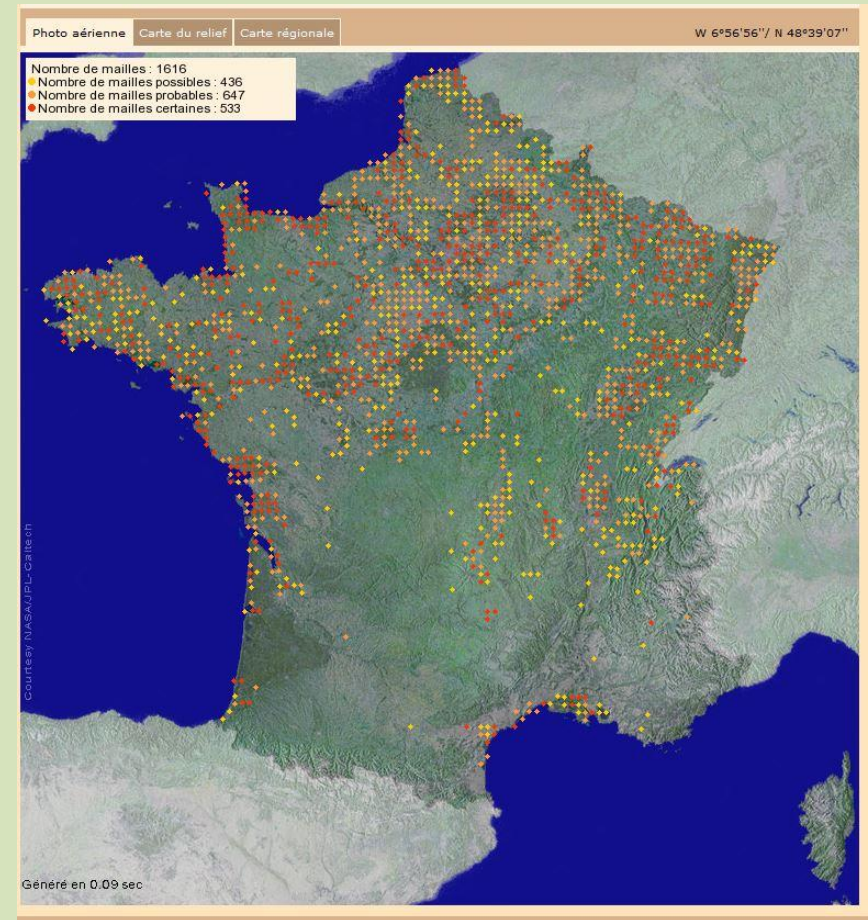 Photo aérienne Carte du relief Carte régionale W 6°56'56''/ N 48°39'07''
Nombre de mailles : 1616
Nombre de mailles possibles : 436
Nombre de mailles probables : 647
Nombre de mailles certaines : 533
Courtesy NASA/JPL-Caltech
Généré en 0.09 sec